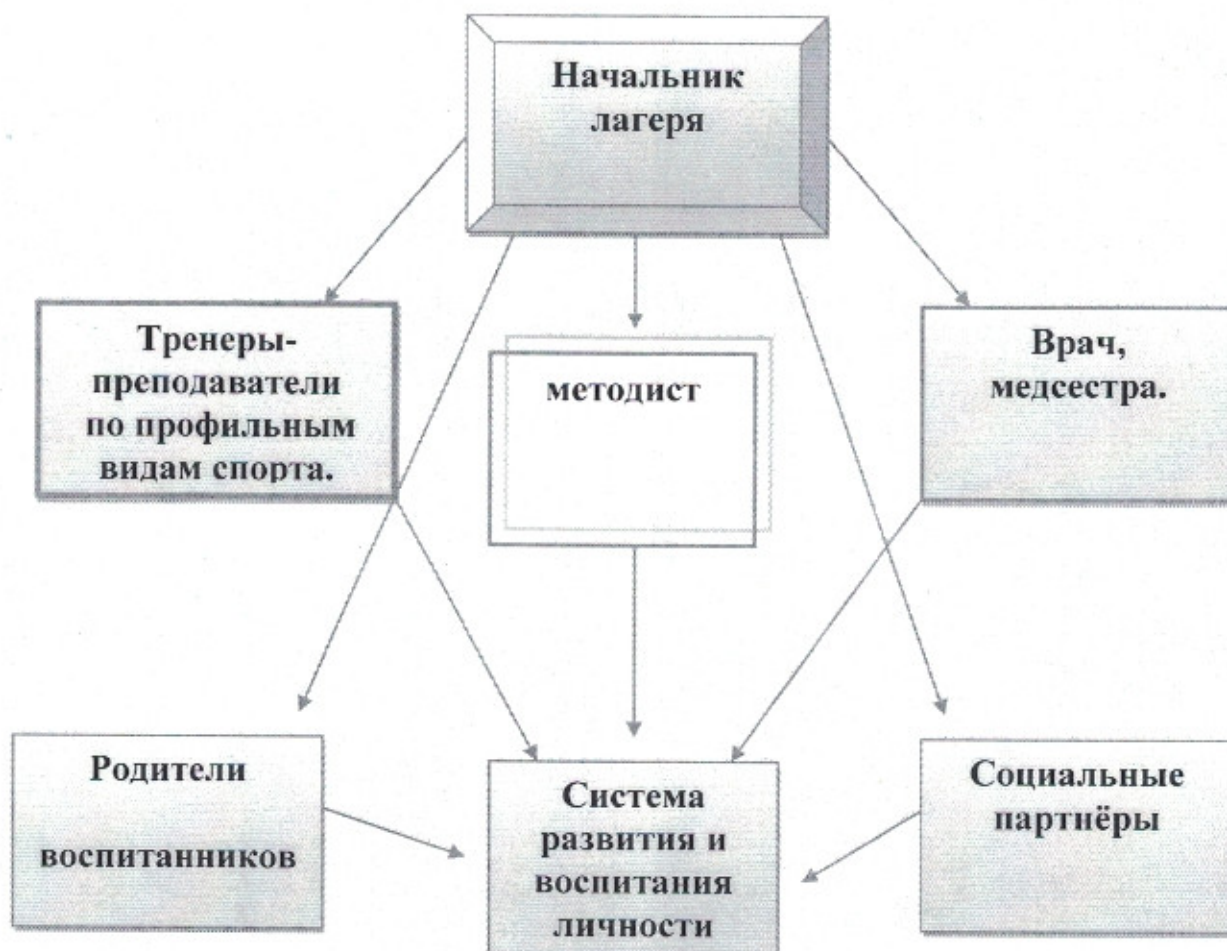 Начальник
лагеря
Тренеры-
преподаватели
по профильным
видам спорта.
методист
Врач,
медсестра.
Родители
воспитанников
Система
развития и
воспитания
личности
Социальные
партнёры